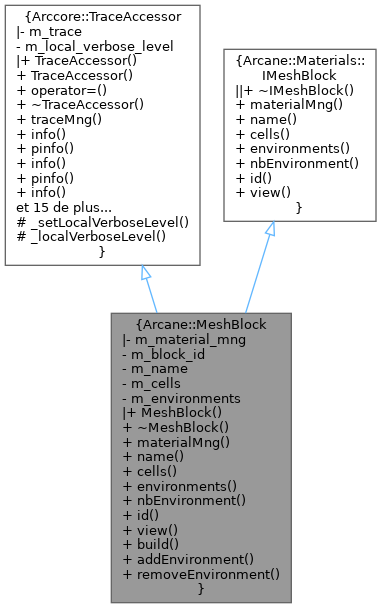 {Arccore::TraceAccessor
|- m_trace
- m_local_verbose_level
|+ TraceAccessor()
+ TraceAccessor()
+ operator=()
+ ~TraceAccessor()
+ traceMng()
+ info()
+ pinfo()
+ info()
+ pinfo()
+ info()
et 15 de plus...
# _setLocalVerboseLevel()
# _localVerboseLevel()
}
{Arcane::Materials::
IMeshBlock
||+ ~IMeshBlock()
+ materialMng()
+ name()
+ cells()
+ environments()
+ nbEnvironment()
+ id()
+ view()
}
{Arcane::MeshBlock
|- m_material_mng
- m_block_id
- m_name
- m_cells
- m_environments
|+ MeshBlock()
+ ~MeshBlock()
+ materialMng()
+ name()
+ cells()
+ environments()
+ nbEnvironment()
+ id()
+ view()
+ build()
+ addEnvironment()
+ removeEnvironment()
}